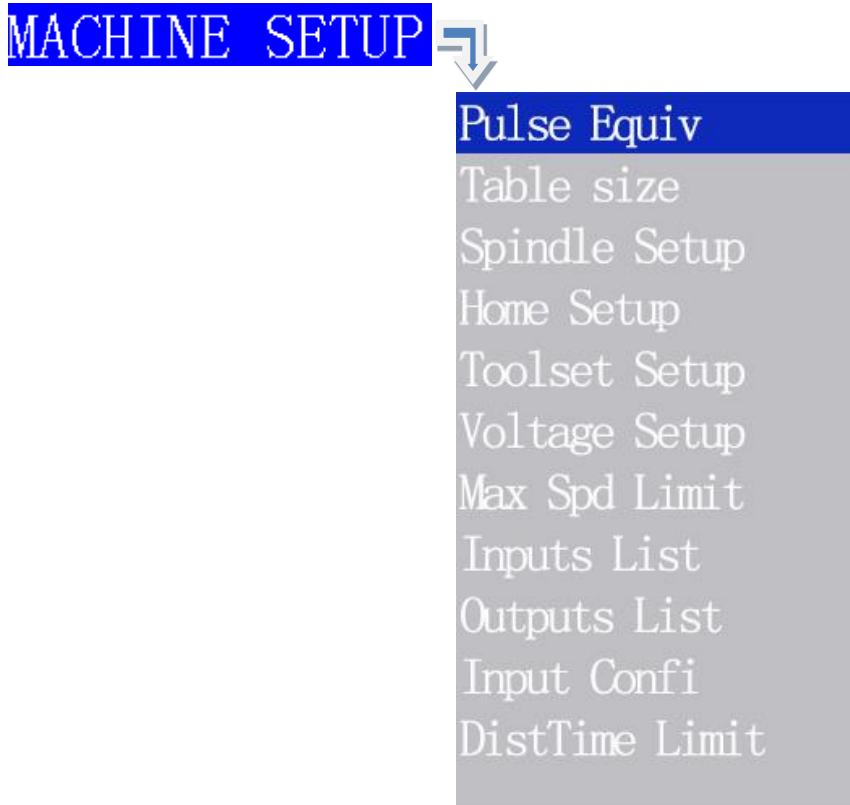 MACHINE SETUP
Pulse Equiv
Table size
Spindle Setup
Home Setup
Toolset Setup
Voltage Setup
Max Spd Limit
Inputs List
Outputs List
Input Confi
DistTime Limit